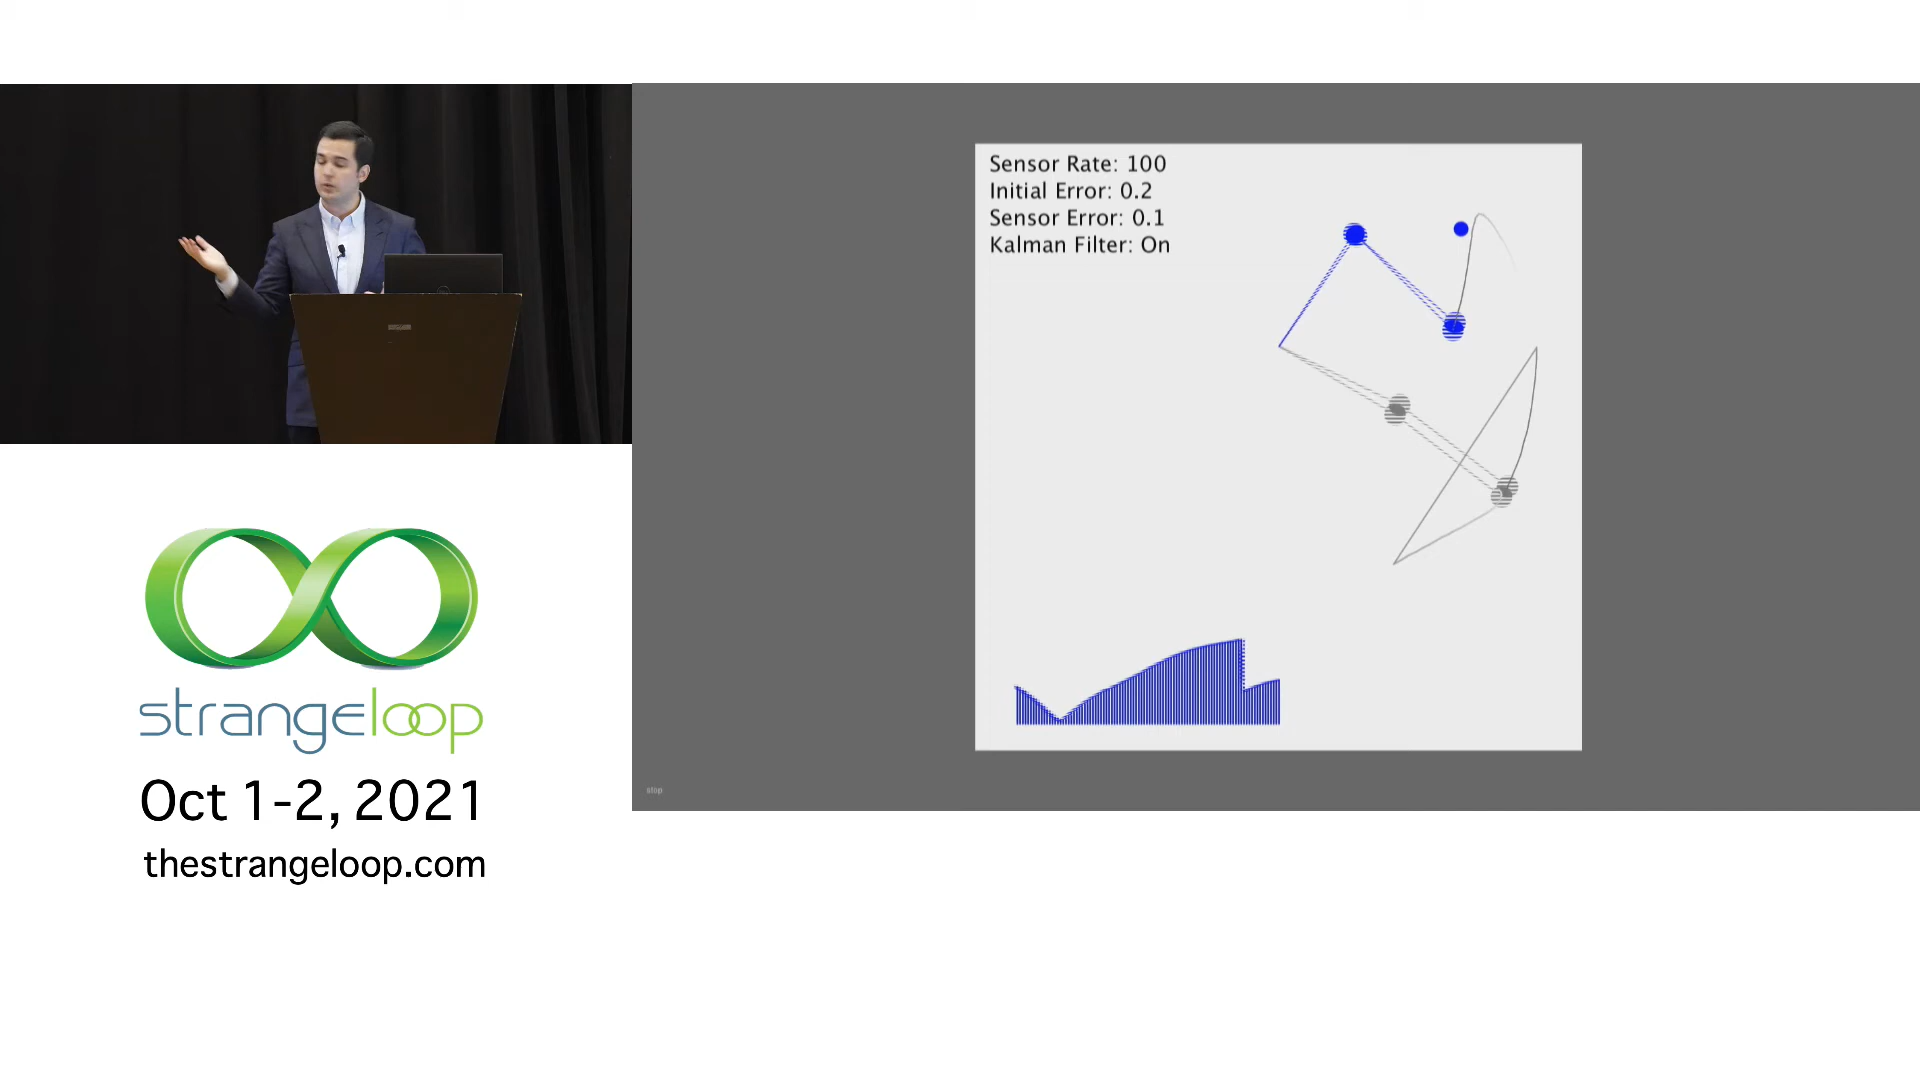 Sensor Rate: 100
Initial Error: 0.2
Sensor Error: 0.1
Kalman Filter: On
stop
strangeloop
Oct 1-2, 2021
thestrangeloop.com